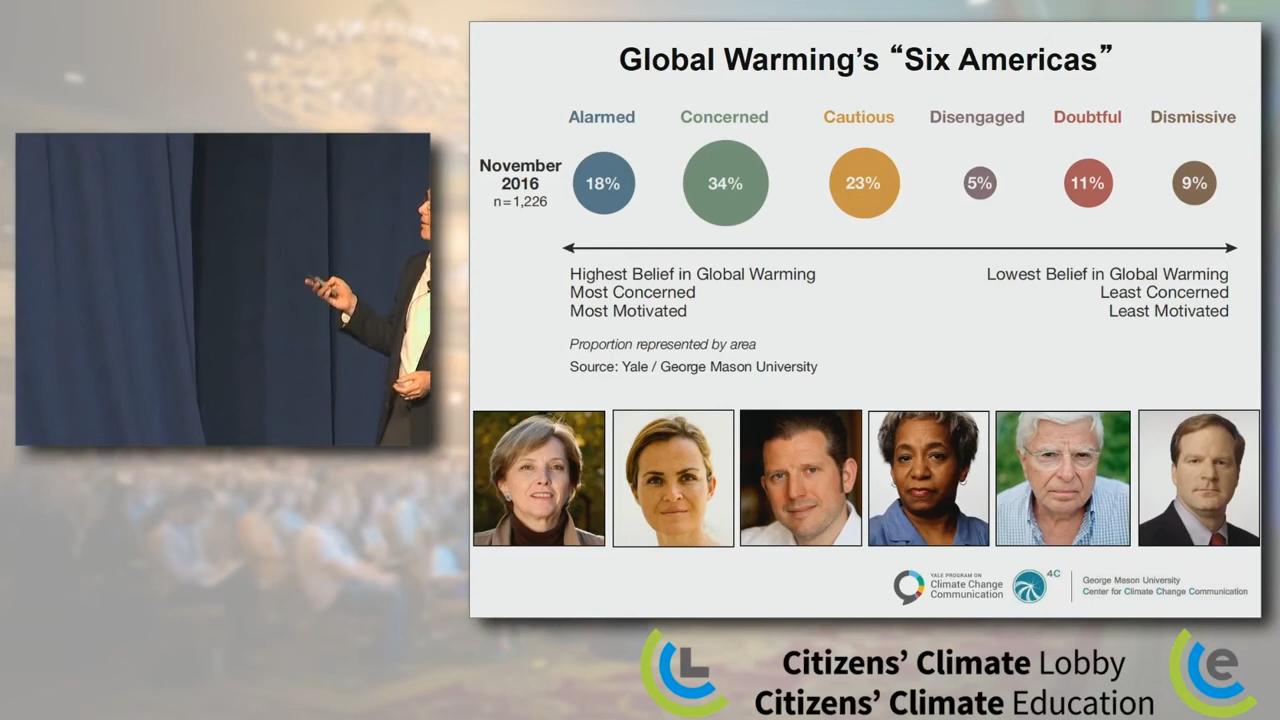 Global Warming's “Six Americas”
Alarmed Concerned Cautious Disengaged Doubtful Dismissive
November
2016
n=1,226
18% 34% 23% 5% 11% 9%
Highest Belief in Global Warming
Most Concerned
Most Motivated
Lowest Belief in Global Warming
Least Concerned
Least Motivated
Proportion represented by area
Source: Yale / George Mason University
YALE PROGRAM ON
Climate Change
Communication
4C
George Mason University
Center for Climate Change Communication
L
Citizens' Climate Lobby
Citizens' Climate Education
e